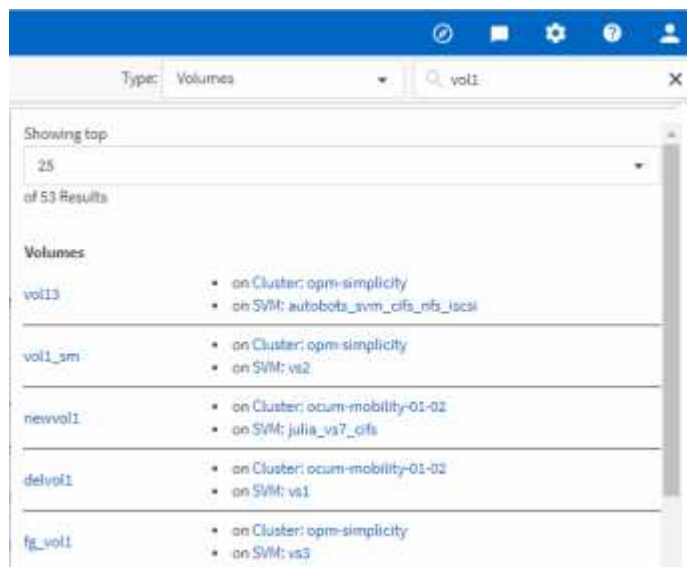 Type: Volumes vol1
Showing top
25
of 53 Results
Volumes
vol13
on Cluster: opm-simplicity
on SVM: autobots_svm_cifs_nfs_iscsi
vol1_sm
on Cluster: opm-simplicity
on SVM: vs2
newvol1
on Cluster: ocum-mobility-01-02
on SVM: julia_vs7_cifs
delvol1
on Cluster: ocum-mobility-01-02
on SVM: vs1
fg_vol1
on Cluster: opm-simplicity
on SVM: vs3